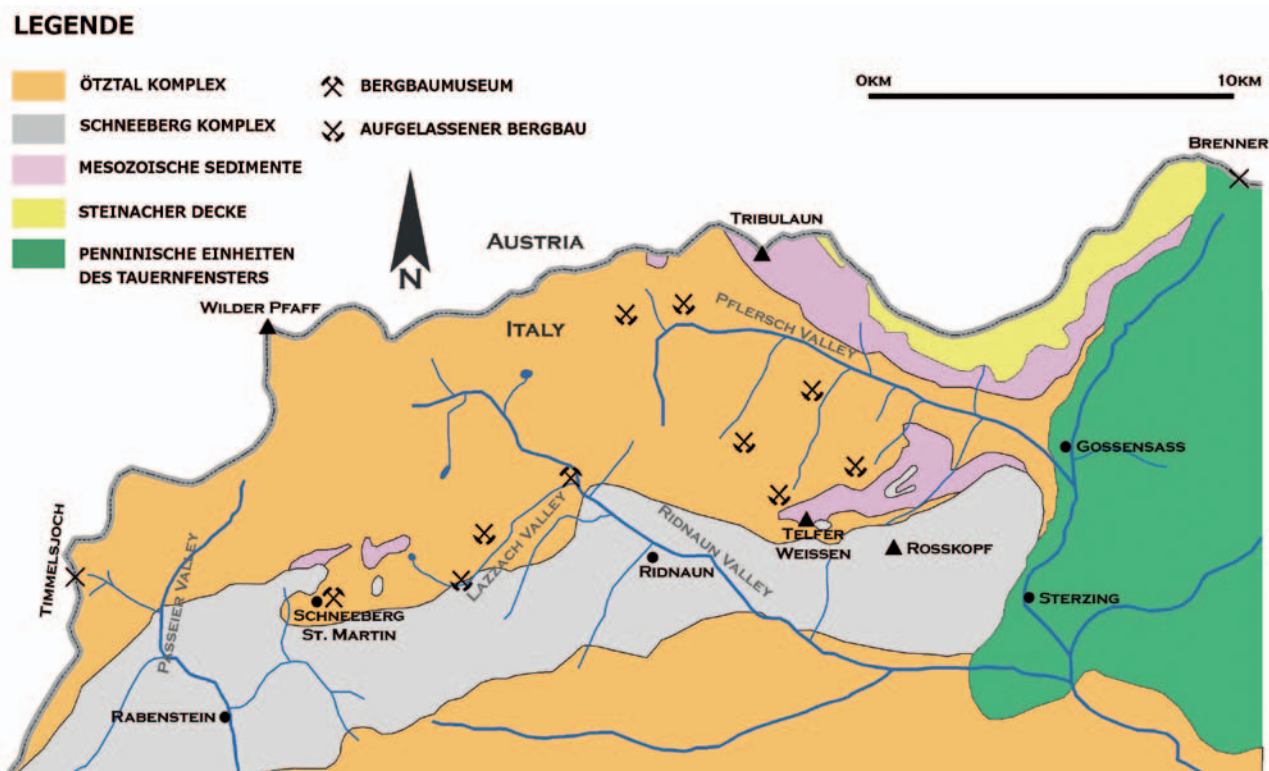 LEGENDE
ÖTZTAL KOMPLEX
SCHNEEBERG KOMPLEX
MESOZOISCHE SEDIMENTE
STEINACHER DECKE
PENNINISCHE EINHEITEN
DES TAUERNFENSTERS
BERGBAUMUSEUM
AUFGELASSENER BERGBAU
0KM
10KM
BRENNER
TRIBULAUN
AUSTRIA
N
WILDER PFAFF
ITALY
PFLERSCH VALLEY
GOSSENSASS
TIMMELSJOCH
PASSEIER VALLEY
LAZZACH VALLEY
RIDNAUN VALLEY
TELFER
WEISSEN
ROSSKOPF
RIDNAUN
STERZING
SCHNEEBERG
ST. MARTIN
RABENSTEIN